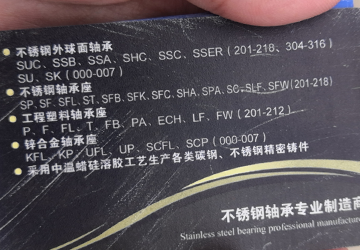 ● 不锈钢外球面轴承
SUC、SSB、SSA、SHC、SSC、SSER (201-218、304-316)
SU、SK (000-007)
● 不锈钢轴承座
SP、SF、SFL、ST、SFB、SFK、SFC、SHA、SPA、SC、SLF、SFW (201-218)
● 工程塑料轴承座
P、F、FL、T、FB、PA、ECH、LF、FW (201-212)
● 锌合金轴承座
KFL、KP、UFL、UP、SCFL、SCP (000-007)
● 采用中温蜡硅溶胶工艺生产各类碳钢、不锈钢精密铸件
不锈钢轴承专业制造商
Stainless steel bearing professional manufacturer